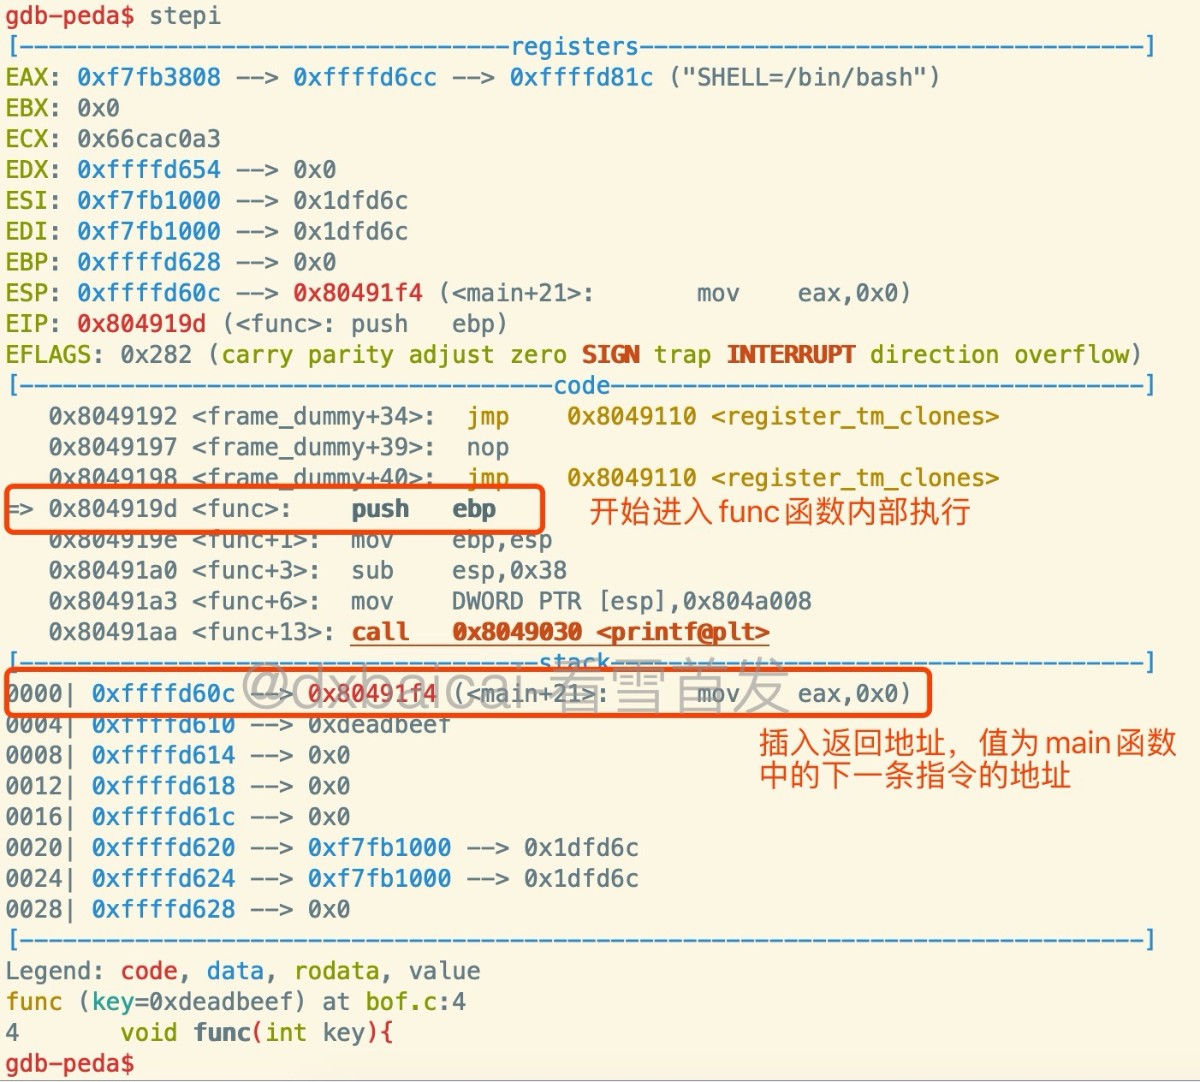 gdb-peda$ stepi
[----------------------------------registers-----------------------------------]
EAX: 0xf7fb3808 --> 0xffffd6cc --> 0xffffd81c ("SHELL=/bin/bash")
EBX: 0x0
ECX: 0x66cac0a3
EDX: 0xffffd654 --> 0x0
ESI: 0xf7fb1000 --> 0x1dfd6c
EDI: 0xf7fb1000 --> 0x1dfd6c
EBP: 0xffffd628 --> 0x0
ESP: 0xffffd60c --> 0x80491f4 (<main+21>:       mov    eax,0x0)
EIP: 0x804919d (<func>: push   ebp)
EFLAGS: 0x282 (carry parity adjust zero SIGN trap INTERRUPT direction overflow)
[-------------------------------------code-------------------------------------]
   0x8049192 <frame_dummy+34>:  jmp    0x8049110 <register_tm_clones>
   0x8049197 <frame_dummy+39>:  nop
   0x8049198 <frame_dummy+40>:  jmp    0x8049110 <register_tm_clones>
=> 0x804919d <func>:    push   ebp
开始进入func函数内部执行
   0x804919e <func+1>:  mov    ebp,esp
   0x80491a0 <func+3>:  sub    esp,0x38
   0x80491a3 <func+6>:  mov    DWORD PTR [esp],0x804a008
   0x80491aa <func+13>: call   0x8049030 <printf@plt>
[------------------------------------stack-------------------------------------]
@dxbaicai 看雪首发
0000| 0xffffd60c --> 0x80491f4 (<main+21>:      mov    eax,0x0)
0004| 0xffffd610 --> 0xdeadbeef
0008| 0xffffd614 --> 0x0
插入返回地址，值为main函数
中的下一条指令的地址
0012| 0xffffd618 --> 0x0
0016| 0xffffd61c --> 0x0
0020| 0xffffd620 --> 0xf7fb1000 --> 0x1dfd6c
0024| 0xffffd624 --> 0xf7fb1000 --> 0x1dfd6c
0028| 0xffffd628 --> 0x0
[------------------------------------------------------------------------------]
Legend: code, data, rodata, value
func (key=0xdeadbeef) at bof.c:4
4       void func(int key){
gdb-peda$